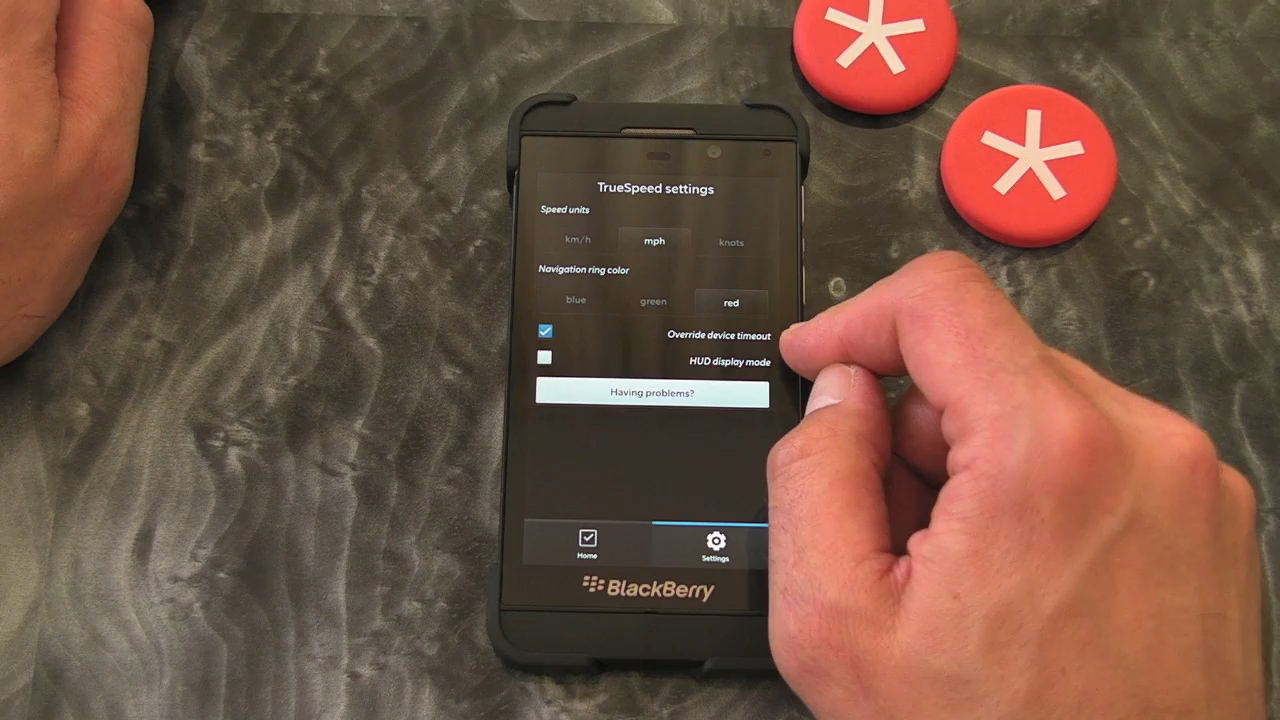 TrueSpeed settings
Speed units
km/h mph knots
Navigation ring color
blue green red
Override device timeout
HUD display mode
Having problems?
Home Settings
BlackBerry